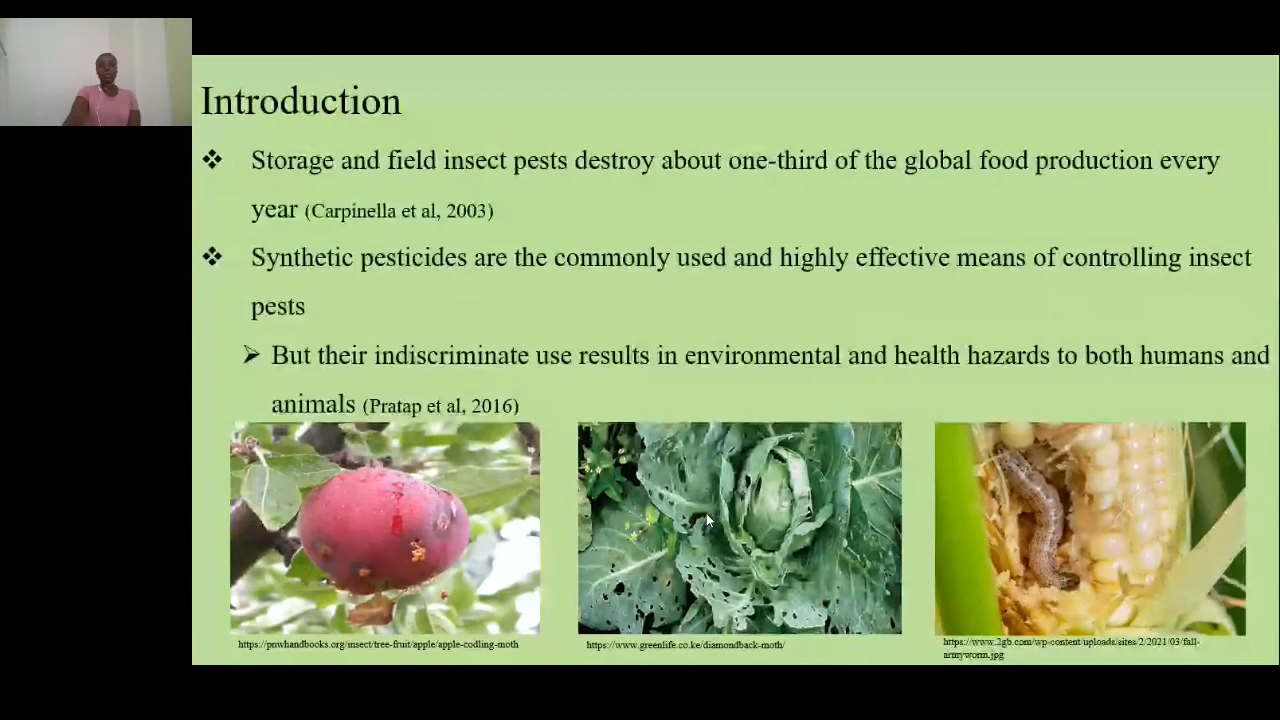 Introduction
❖ Storage and field insect pests destroy about one-third of the global food production every
year (Carpinella et al, 2003)
❖ Synthetic pesticides are the commonly used and highly effective means of controlling insect
pests
➢ But their indiscriminate use results in environmental and health hazards to both humans and
animals (Pratap et al, 2016)
https://pnwhandbooks.org/insect/tree-fruit/apple/apple-codling-moth
https://www.greenlife.co.ke/diamondback-moth/
https://www.2gb.com/wp-content/uploads/sites/2/2021/03/fall-
armyworm.jpg